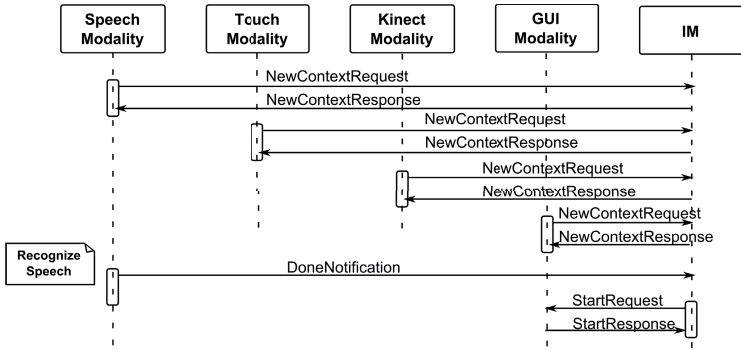 Speech
Modality
Touch
Modality
Kinect
Modality
GUI
Modality
IM
NewContextRequest
NewContextResponse
NewContextRequest
NewContextResponse
NewContextRequest
NewContextResponse
NewContextRequest
NewContextResponse
Recognize
Speech
DoneNotification
StartRequest
StartResponse